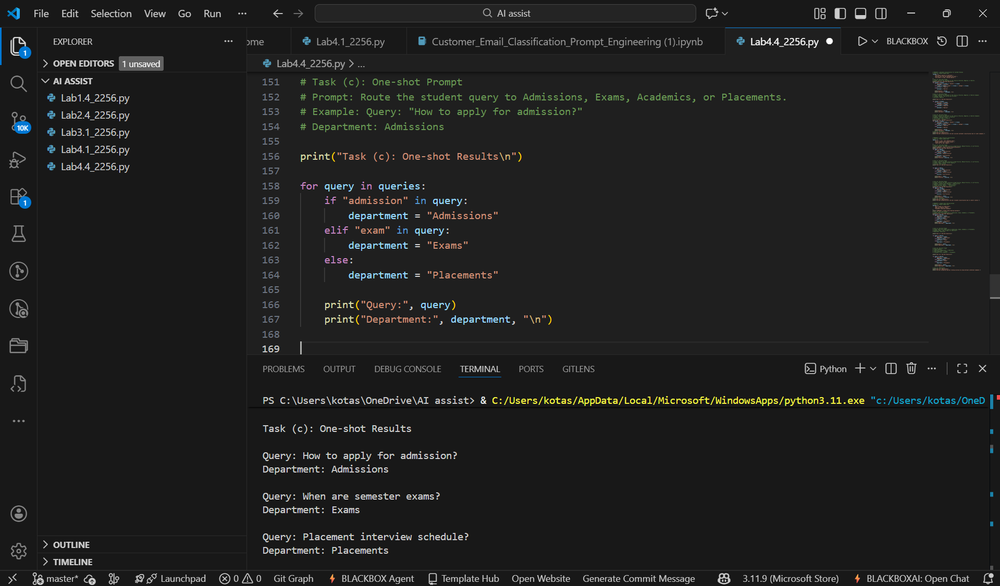 File Edit Selection View Go Run ··· AI assist
EXPLORER
OPEN EDITORS 1 unsaved
AI ASSIST
Lab1.4_2256.py
Lab2.4_2256.py
Lab3.1_2256.py
Lab4.1_2256.py
Lab4.4_2256.py
OUTLINE
TIMELINE
1
10K
1
ome Lab4.1_2256.py Customer_Email_Classification_Prompt_Engineering (1).ipynb Lab4.4_2256.py BLACKBOX
Lab4.4_2256.py > ...
151 # Task (c): One-shot Prompt
152 # Prompt: Route the student query to Admissions, Exams, Academics, or Placements.
153 # Example: Query: "How to apply for admission?"
154 # Department: Admissions
155
156 print("Task (c): One-shot Results\n")
157
158 for query in queries:
159 if "admission" in query:
160 department = "Admissions"
161 elif "exam" in query:
162 department = "Exams"
163 else:
164 department = "Placements"
165
166 print("Query:", query)
167 print("Department:", department, "\n")
168
169
PROBLEMS OUTPUT DEBUG CONSOLE TERMINAL PORTS GITLENS Python
PS C:\Users\kotas\OneDrive\AI assist> & C:/Users/kotas/AppData/Local/Microsoft/WindowsApps/python3.11.exe "c:/Users/kotas/OneD
Task (c): One-shot Results
Query: How to apply for admission?
Department: Admissions
Query: When are semester exams?
Department: Exams
Query: Placement interview schedule?
Department: Placements
master* Launchpad 0 0 Git Graph BLACKBOX Agent Template Hub Open Website Generate Commit Message 3.11.9 (Microsoft Store) BLACKBOXAI: Open Chat